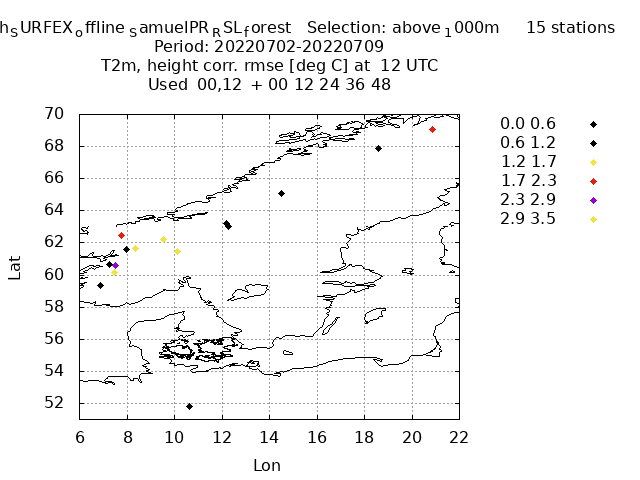 hSURFEXoffline SamuelPRRSLforest Selection: above1000m 15 stations
Period: 20220702-20220709
T2m, height corr. rmse [deg C] at 12 UTC
Used 00,12 + 00 12 24 36 48
0.0 0.6
0.6 1.2
1.2 1.7
1.7 2.3
2.3 2.9
2.9 3.5
70
68
66
64
62
60
58
56
54
52
Lat
6 8 10 12 14 16 18 20 22
Lon